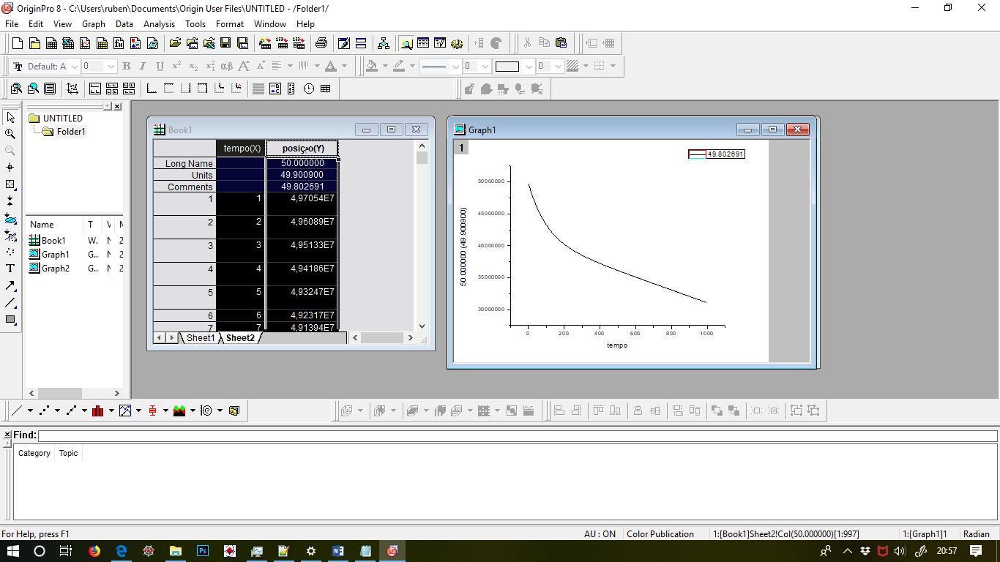 OriginPro 8 - C:\Users\ruben\Documents\Origin User Files\UNTITLED - /Folder1/
File Edit View Graph Data Analysis Tools Format Window Help
Default: A 0 B I U x² x₂ αβ A A 0 0
UNTITLED
Folder1
Name T
Book1 W.. N 2
Graph1 G.. N 2
Graph2 G.. N 2
Book1
tempo(X)
Long Name 50.000000
Units 49.900900
Comments 49.802691
1 1 4,97054E7
2 2 4,96089E7
3 3 4,95133E7
4 4 4,94186E7
5 5 4,93247E7
6 6 4,92317E7
7 7 4,91394E7
Sheet1 Sheet2
Graph1
1
49.802691
50.000000 (49.900900)
50000000
45000000
40000000
35000000
30000000
0 200 400 600 800 1000
tempo
Find:
Category Topic
For Help, press F1 AU : ON Color Publication 1:[Book1]Sheet2!Col(50.000000)[1:997] 1:[Graph1]1 Radian
20:57